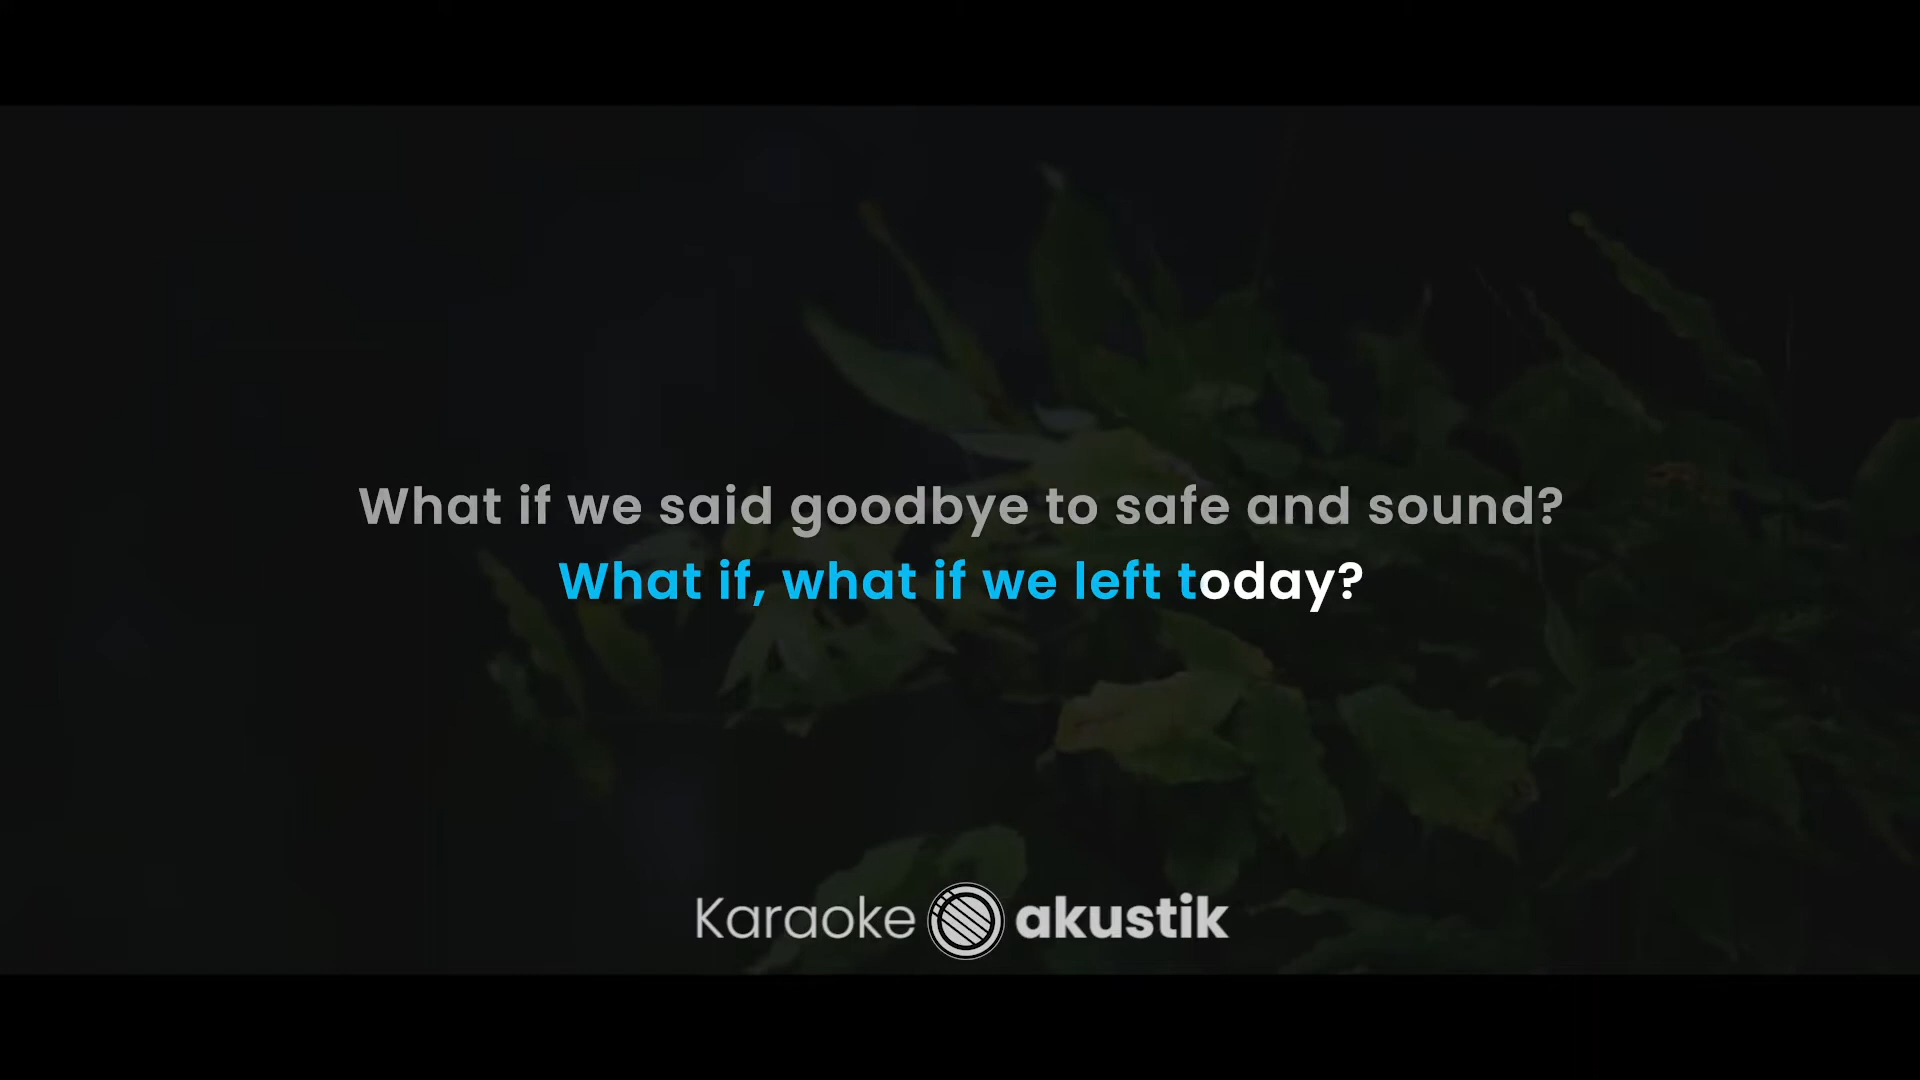 What if we said goodbye to safe and sound?
What if, what if we left today?
Karaoke akustik